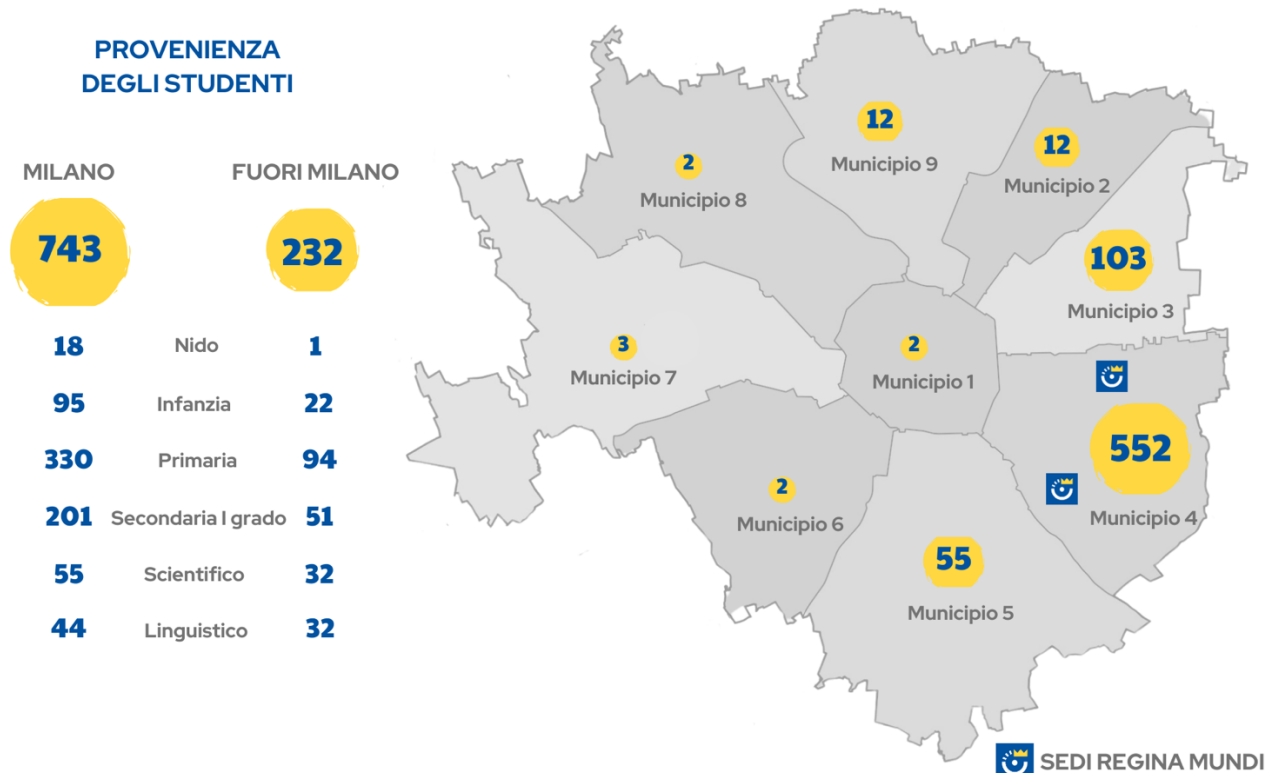 PROVENIENZA
DEGLI STUDENTI
MILANO FUORI MILANO
743 232
18 Nido 1
95 Infanzia 22
330 Primaria 94
201 Secondaria I grado 51
55 Scientifico 32
44 Linguistico 32
12
Municipio 9
12
Municipio 2
2
Municipio 8
103
Municipio 3
3
Municipio 7
2
Municipio 1
552
Municipio 4
2
Municipio 6
55
Municipio 5
SEDI REGINA MUNDI